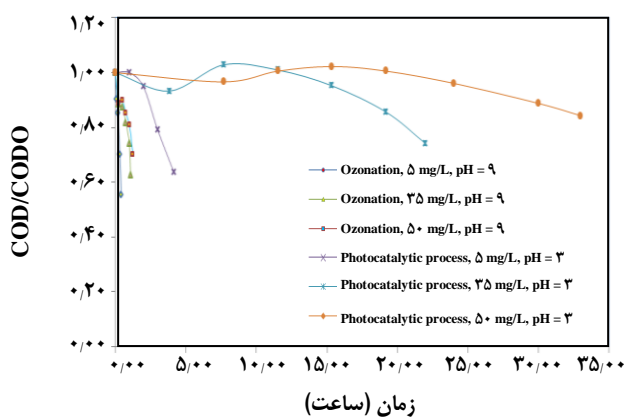 ۱/۲۰
۱/۰۰
۰/۸۰
۰/۶۰
۰/۴۰
۰/۲۰
۰/۰۰
COD/CODO
Ozonation, ۵ mg/L, pH = ۹
Ozonation, ۳۵ mg/L, pH = ۹
Ozonation, ۵۰ mg/L, pH = ۹
Photocatalytic process, ۵ mg/L, pH = ۳
Photocatalytic process, ۳۵ mg/L, pH = ۳
Photocatalytic process, ۵۰ mg/L, pH = ۳
۰/۰۰ ۵/۰۰ ۱۰/۰۰ ۱۵/۰۰ ۲۰/۰۰ ۲۵/۰۰ ۳۰/۰۰ ۳۵/۰۰
زمان (ساعت)